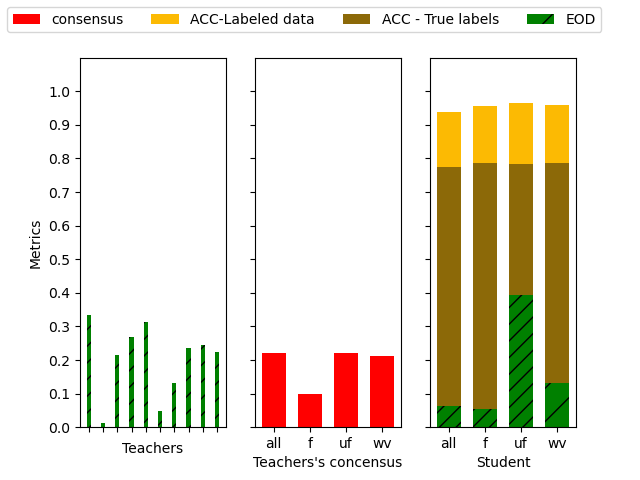 consensus ACC-Labeled data ACC - True labels EOD
1.0
0.9
0.8
0.7
0.6
0.5
0.4
0.3
0.2
0.1
0.0
Metrics
all f uf wv all f uf wv
Teachers Teachers's concensus Student